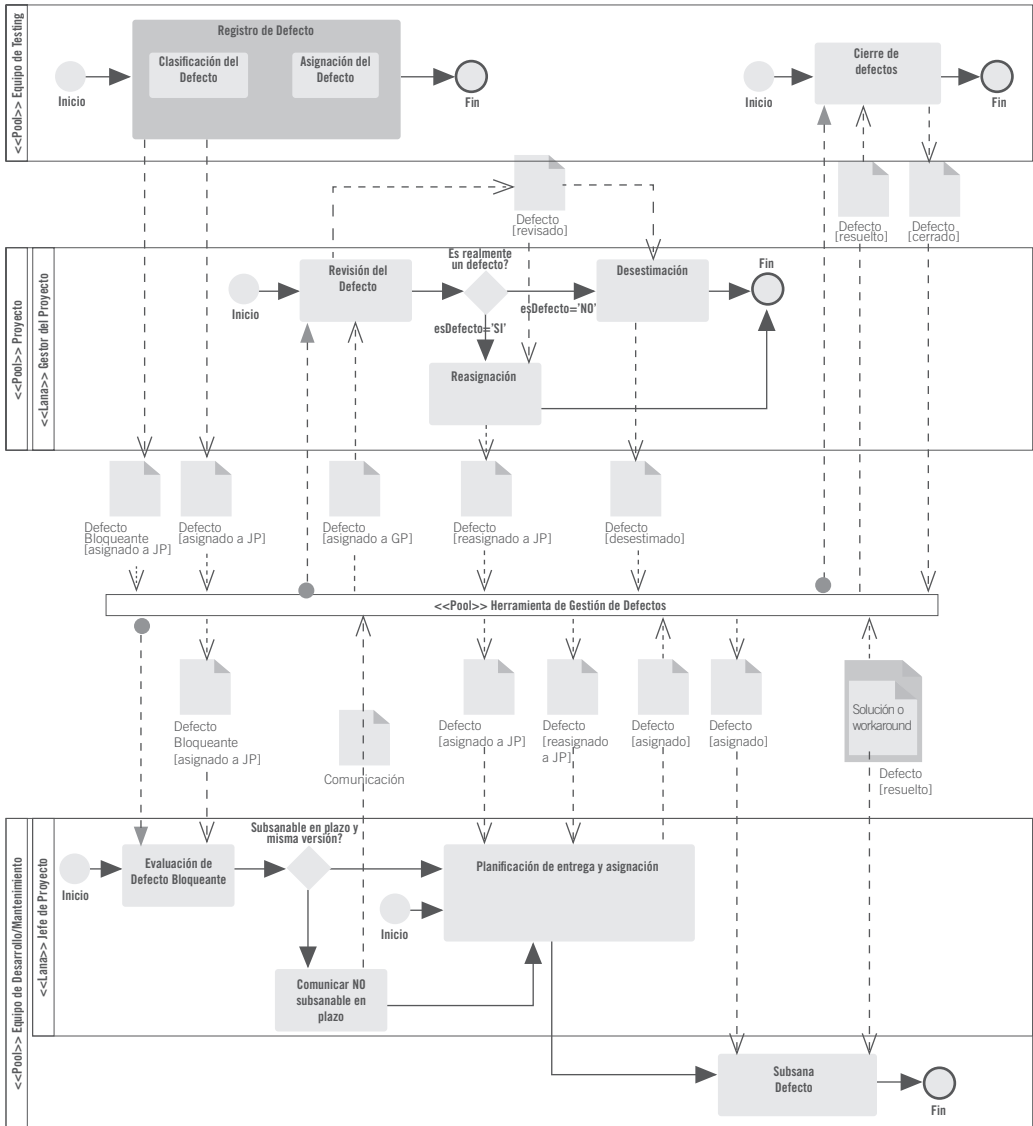 <<Pool>> Equipo de Testing
Registro de Defecto
Clasificación del
Defecto
Asignación del
Defecto
Inicio
Fin
Cierre de
defectos
Inicio
Fin
Defecto
[revisado]
Defecto
[resuelto]
Defecto
[cerrado]
<<Pool>> Proyecto
<<Lana>> Gestor del Proyecto
Inicio
Revisión del
Defecto
Es realmente
un defecto?
esDefecto='NO'
esDefecto='SI'
Desestimación
Fin
Reasignación
Defecto
Bloqueante
[asignado a JP]
Defecto
[asignado a JP]
Defecto
[asignado a GP]
Defecto
[reasignado a JP]
Defecto
[desestimado]
<<Pool>> Herramienta de Gestión de Defectos
Defecto
Bloqueante
[asignado a JP]
Comunicación
Defecto
[asignado a JP]
Defecto
[reasignado
a JP]
Defecto
[asignado]
Defecto
[asignado]
Solución o
workaround
Defecto
[resuelto]
<<Pool>> Equipo de Desarrollo/Mantenimiento
<<Lana>> Jefe de Proyecto
Inicio
Evaluación de
Defecto Bloqueante
Subsanable en plazo y
misma versión?
Planificación de entrega y asignación
Inicio
Comunicar NO
subsanable en
plazo
Subsana
Defecto
Fin